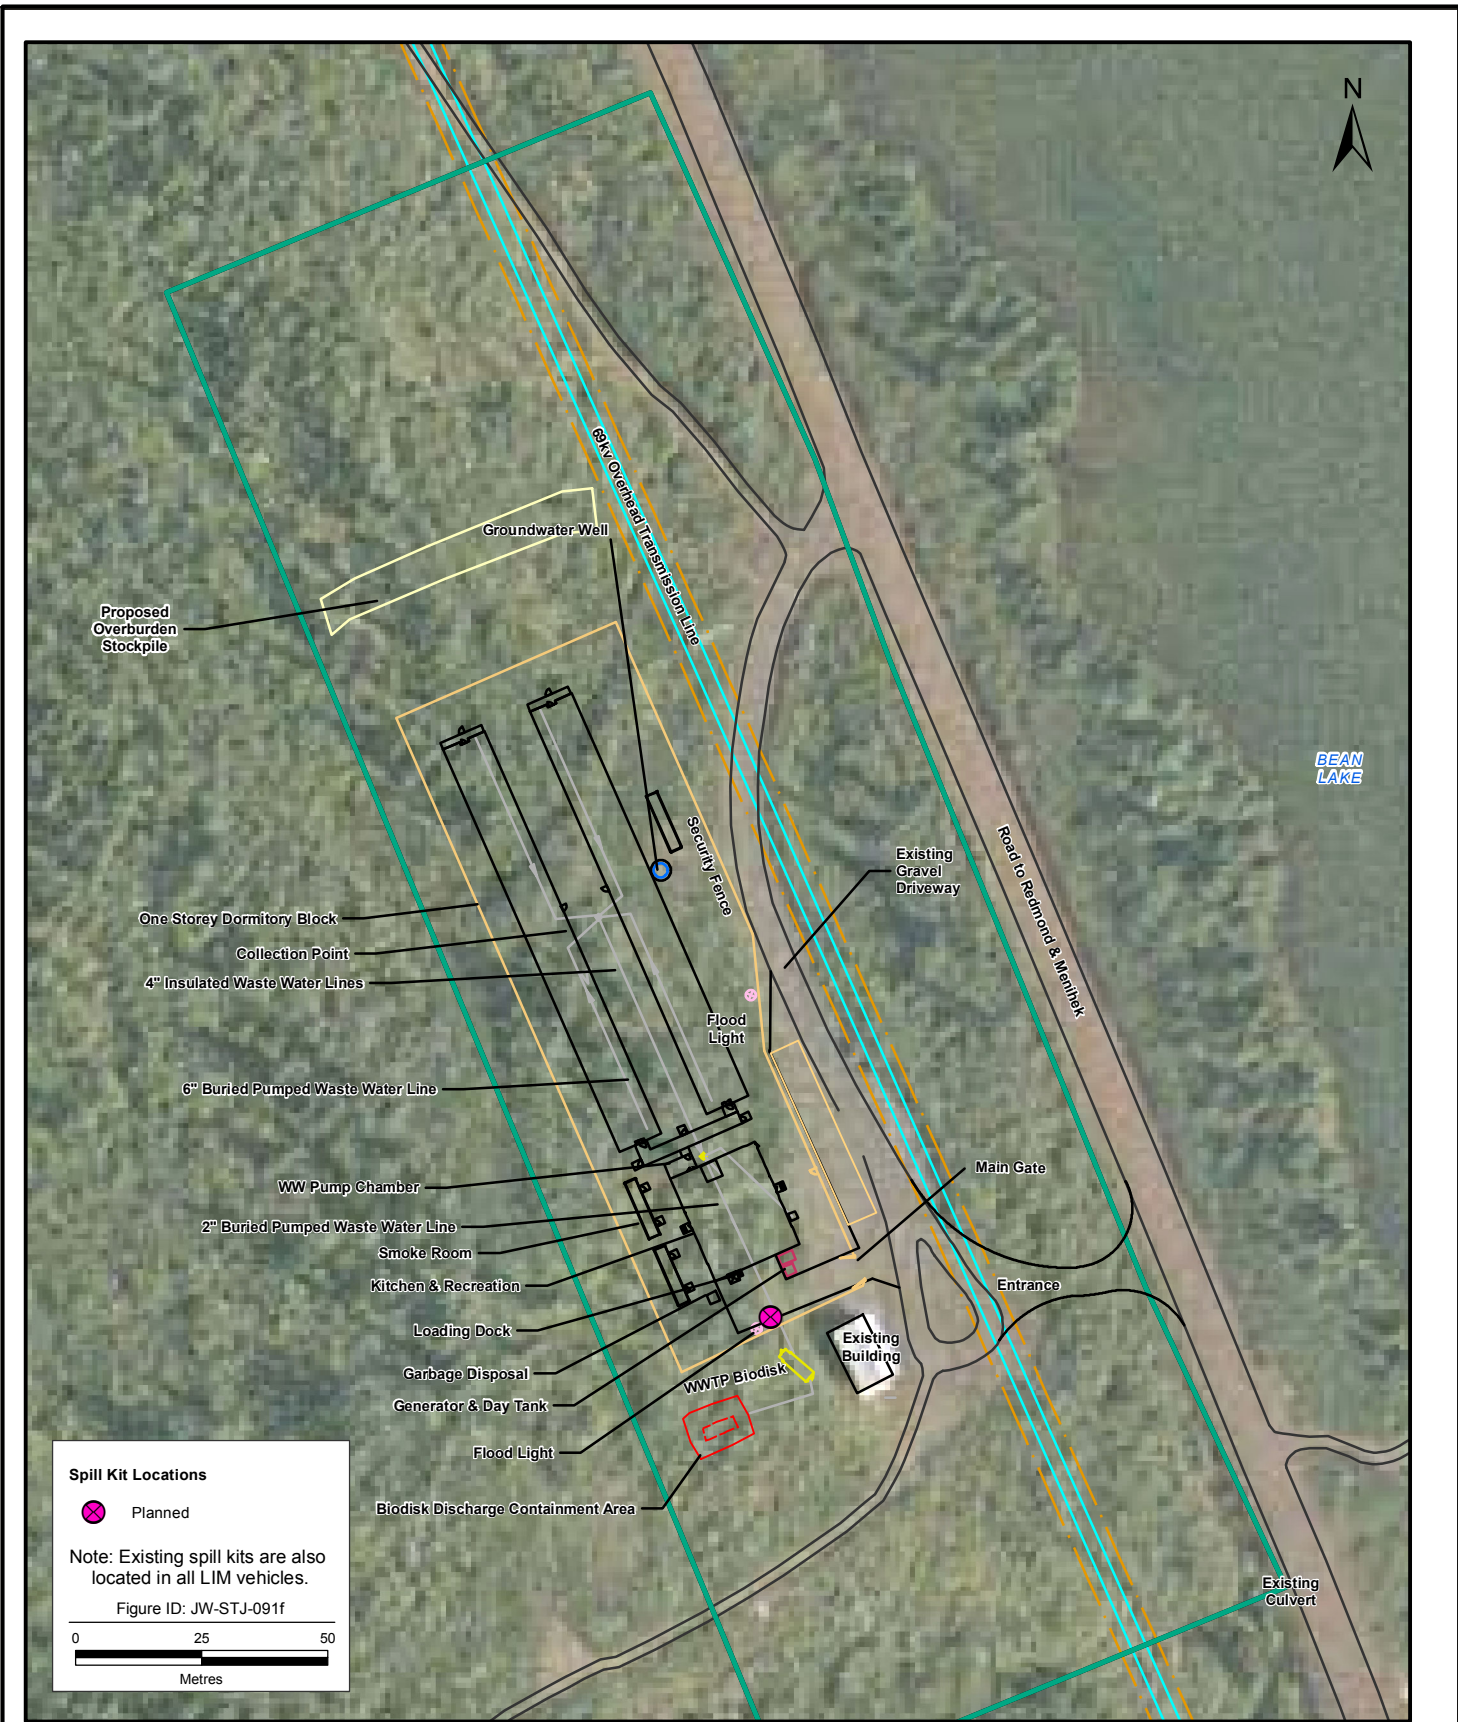 N
69kv Overhead Transmission Line
Groundwater Well
Proposed
Overburden
Stockpile
BEAN
LAKE
Security Fence
Road to Redmond & Menihek
Existing
Gravel
Driveway
One Storey Dormitory Block
Collection Point
4" Insulated Waste Water Lines
Flood
Light
6" Buried Pumped Waste Water Line
Main Gate
WW Pump Chamber
2" Buried Pumped Waste Water Line
Smoke Room
Kitchen & Recreation
Entrance
Loading Dock
Existing
Building
Garbage Disposal
WWTP Biodisk
Generator & Day Tank
Flood Light
Biodisk Discharge Containment Area
Existing
Culvert
Spill Kit Locations
Planned
Note: Existing spill kits are also
located in all LIM vehicles.
Figure ID: JW-STJ-091f
0 25 50
Metres